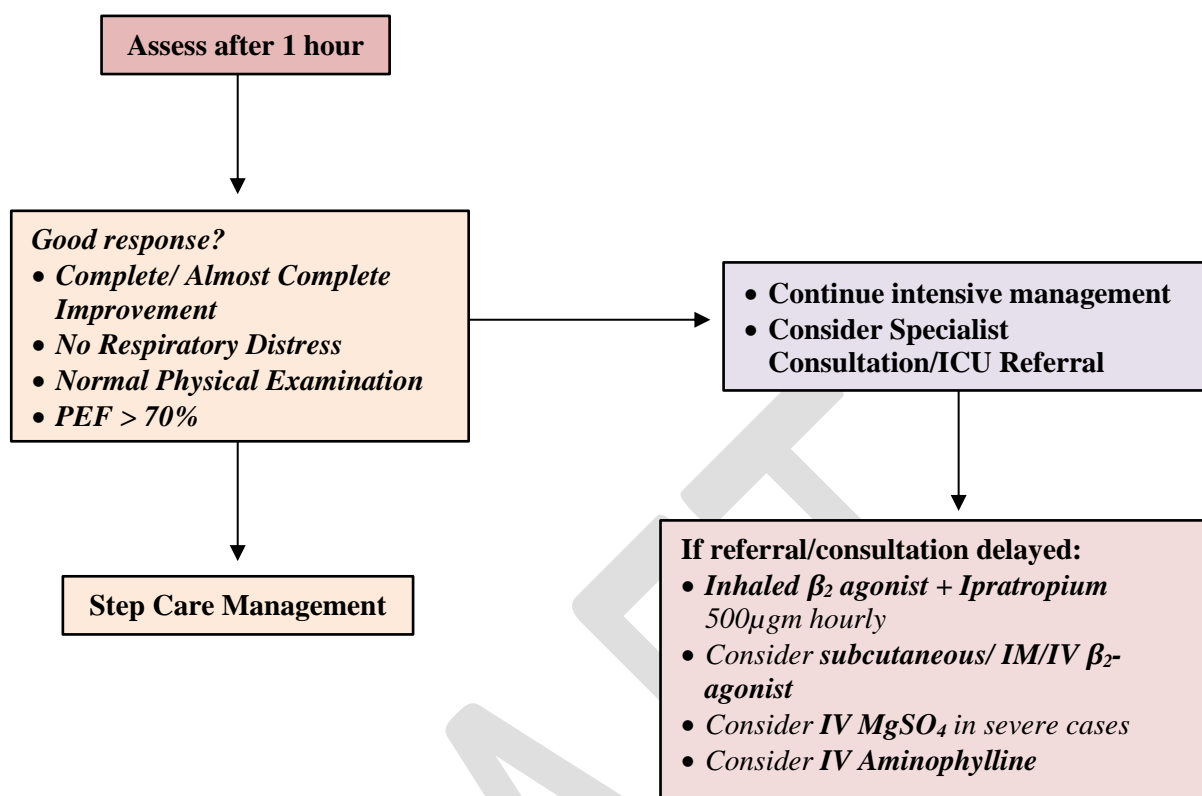 Assess after 1 hour
Good response?
• Complete/ Almost Complete
Improvement
• No Respiratory Distress
• Normal Physical Examination
• PEF > 70%
• Continue intensive management
• Consider Specialist
Consultation/ICU Referral
Step Care Management
If referral/consultation delayed:
• Inhaled β₂ agonist + Ipratropium
500µgm hourly
• Consider subcutaneous/ IM/IV β₂-
agonist
• Consider IV MgSO₄ in severe cases
• Consider IV Aminophylline